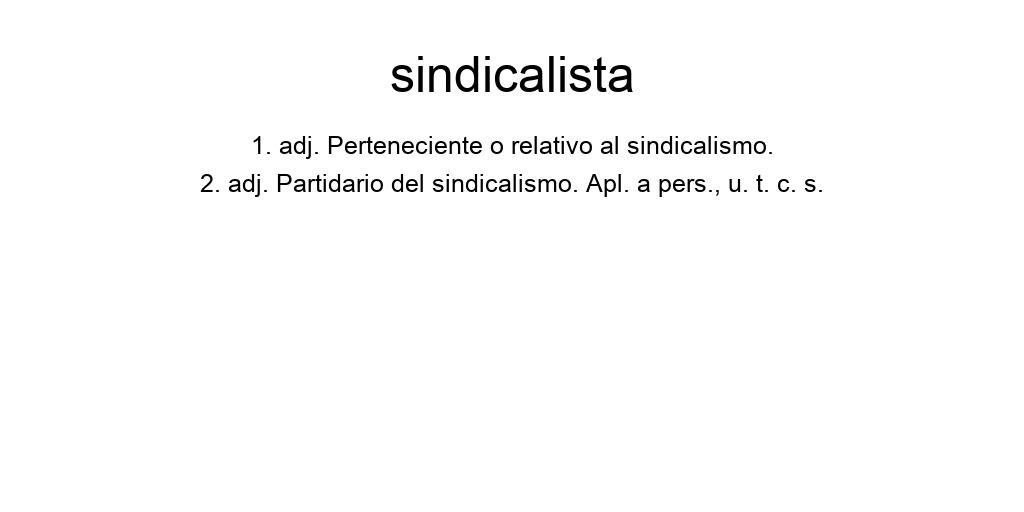 sindicalista
1. adj. Perteneciente o relativo al sindicalismo.
2. adj. Partidario del sindicalismo. Apl. a pers., u. t. c. s.